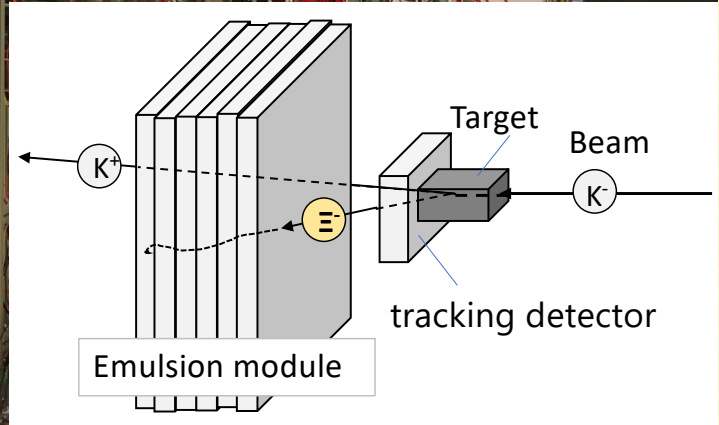 Target
Beam
K⁺
K⁻
Ξ⁻
tracking detector
Emulsion module